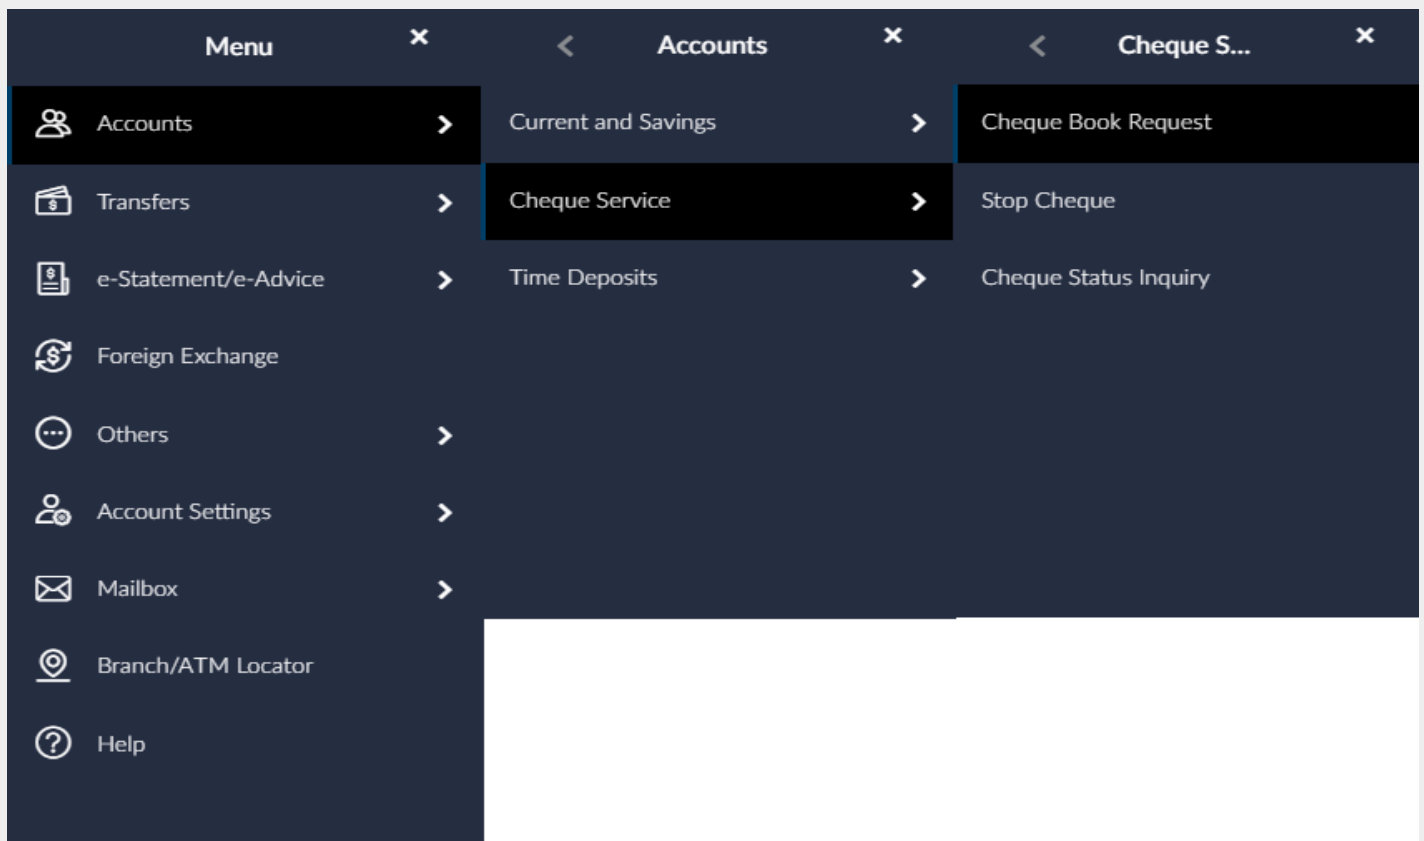 Menu
Accounts
Transfers
e-Statement/e-Advice
Foreign Exchange
Others
Account Settings
Mailbox
Branch/ATM Locator
Help
Accounts
Current and Savings
Cheque Service
Time Deposits
Cheque S...
Cheque Book Request
Stop Cheque
Cheque Status Inquiry